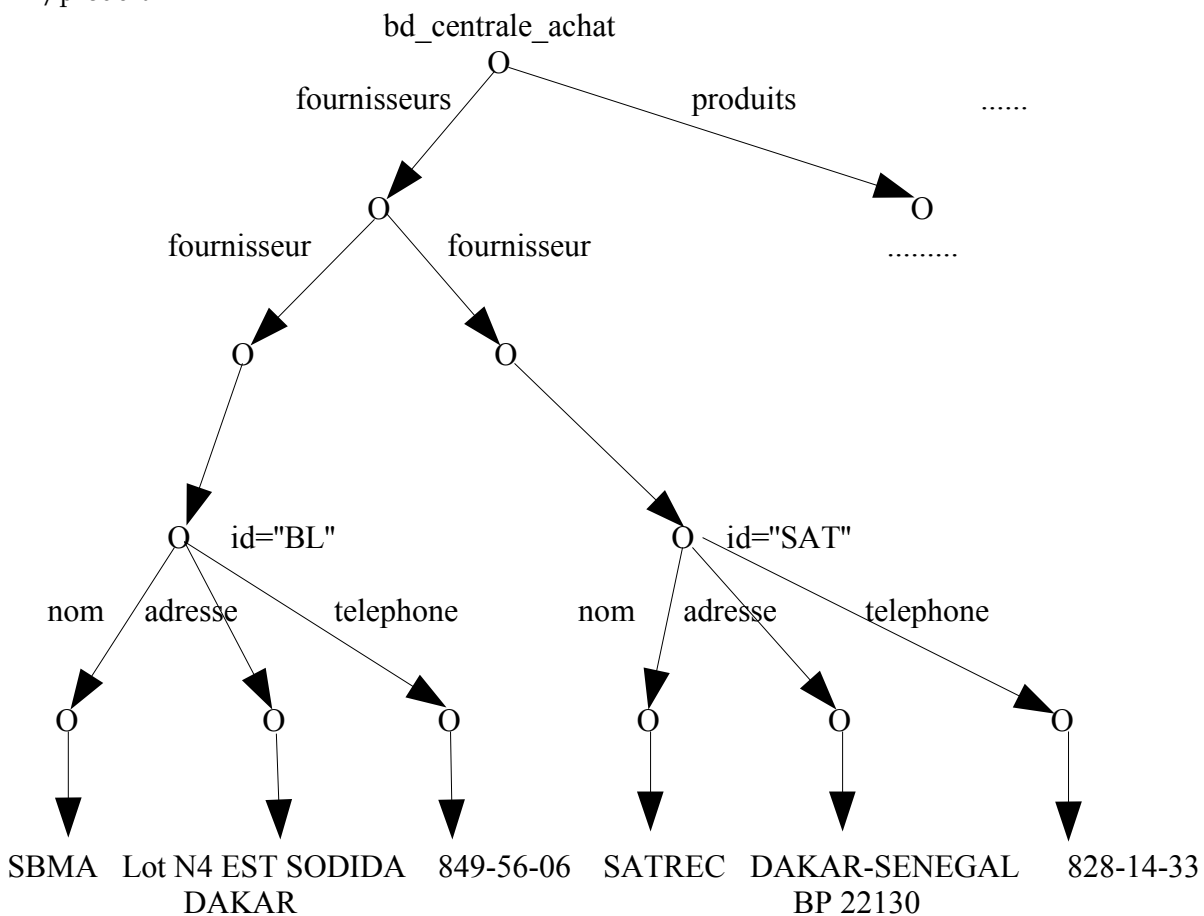 bd_centrale_achat
O
fournisseurs produits ......
O O
fournisseur fournisseur .........
O O
O id="BL" O id="SAT"
nom adresse telephone nom adresse telephone
O O O O O O
SBMA Lot N4 EST SODIDA 849-56-06 SATREC DAKAR-SENEGAL 828-14-33
DAKAR BP 22130